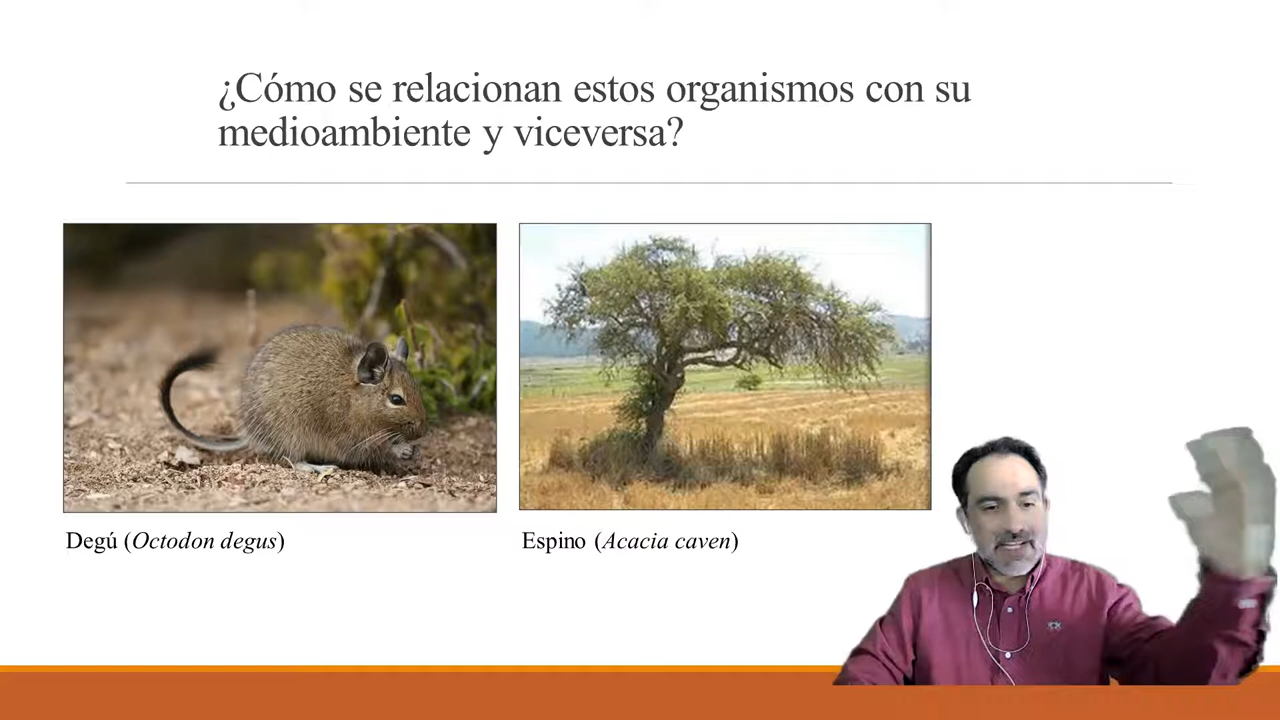 ¿Cómo se relacionan estos organismos con su
medioambiente y viceversa?
Degú (Octodon degus)
Espino (Acacia caven)